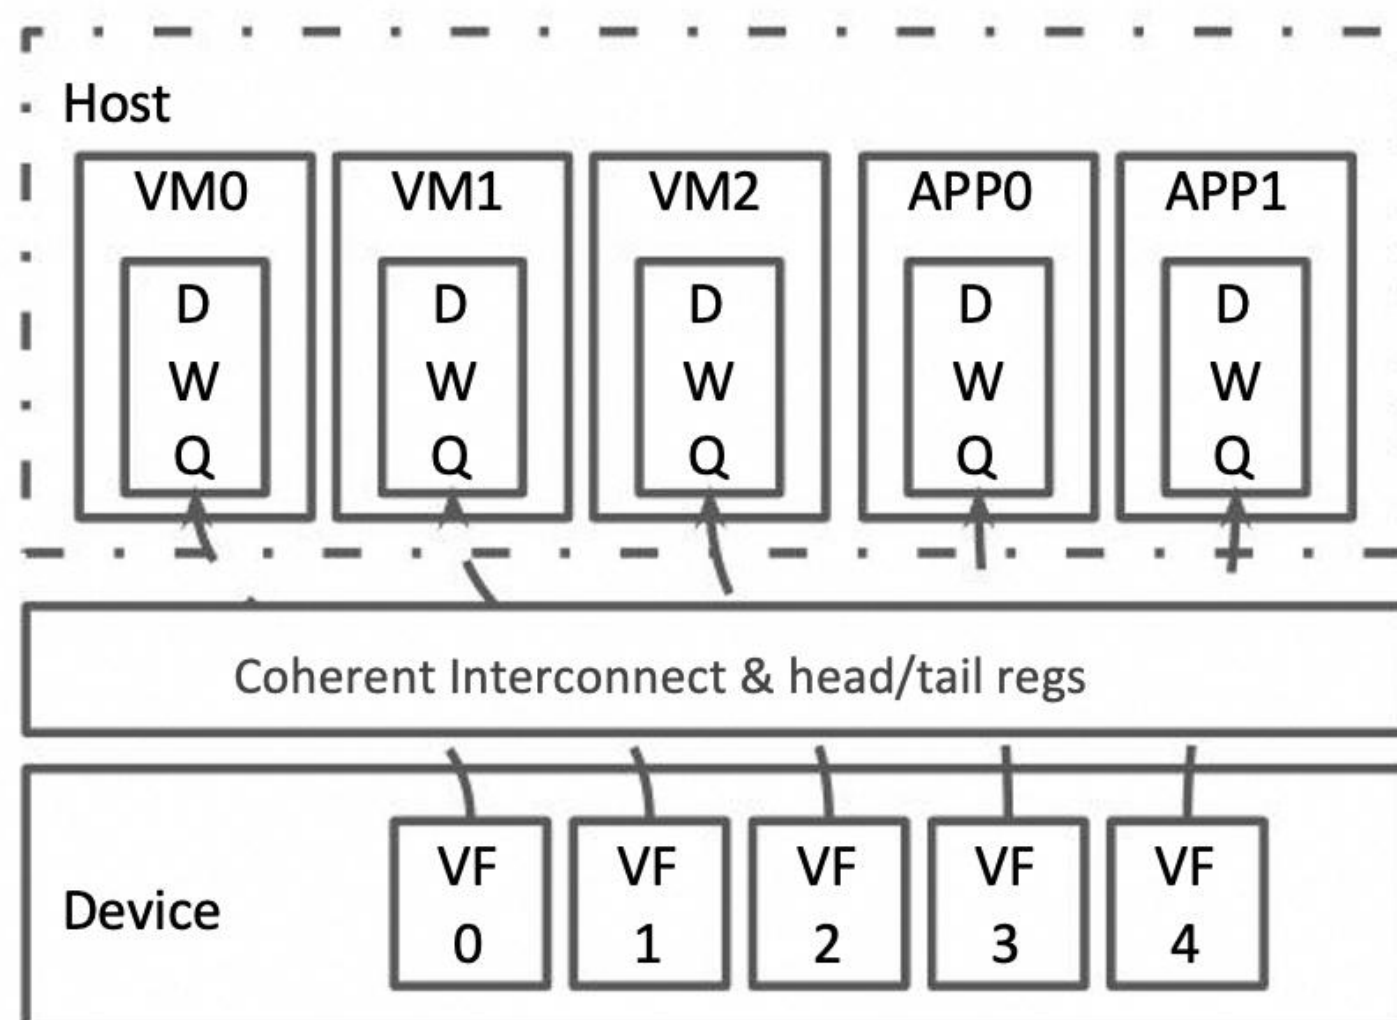 Host
VM0
VM1
VM2
APP0
APP1
D
W
Q
D
W
Q
D
W
Q
D
W
Q
D
W
Q
Coherent Interconnect & head/tail regs
Device
VF
0
VF
1
VF
2
VF
3
VF
4